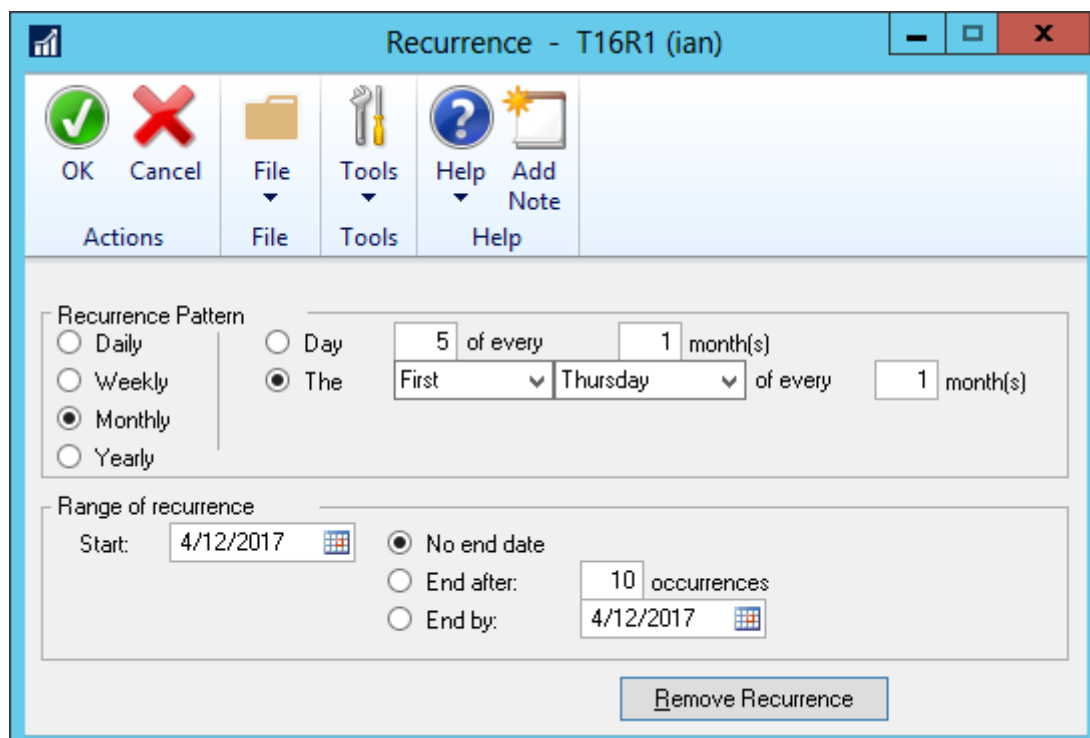 Recurrence - T16R1 (ian)
OK Cancel File Tools Help Add Note
Actions File Tools Help
Recurrence Pattern
Daily Day 5 of every 1 month(s)
Weekly The First Thursday of every 1 month(s)
Monthly
Yearly
Range of recurrence
Start: 4/12/2017 No end date
End after: 10 occurrences
End by: 4/12/2017
Remove Recurrence